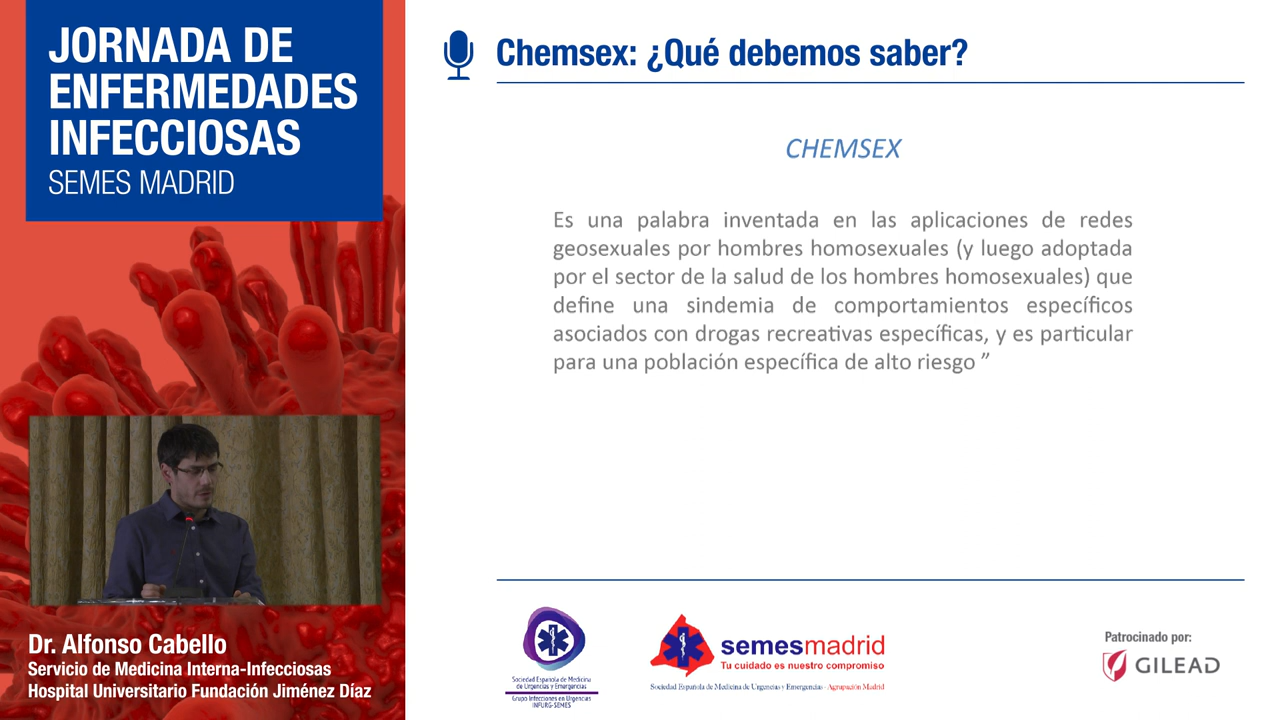 JORNADA DE
ENFERMEDADES
INFECCIOSAS
SEMES MADRID
Chemsex: ¿Qué debemos saber?
CHEMSEX
Es una palabra inventada en las aplicaciones de redes
geosexuales por hombres homosexuales (y luego adoptada
por el sector de la salud de los hombres homosexuales) que
define una sindemia de comportamientos específicos
asociados con drogas recreativas específicas, y es particular
para una población específica de alto riesgo ”
Dr. Alfonso Cabello
Servicio de Medicina Interna-Infecciosas
Hospital Universitario Fundación Jiménez Díaz
Sociedad Española de Medicina
de Urgencias y Emergencias
Grupo Infecciones en Urgencias
INFURG-SEMES
semesmadrid
Tu cuidado es nuestro compromiso
Sociedad Española de Medicina de Urgencias y Emergencias - Agrupación Madrid
Patrocinado por:
GILEAD